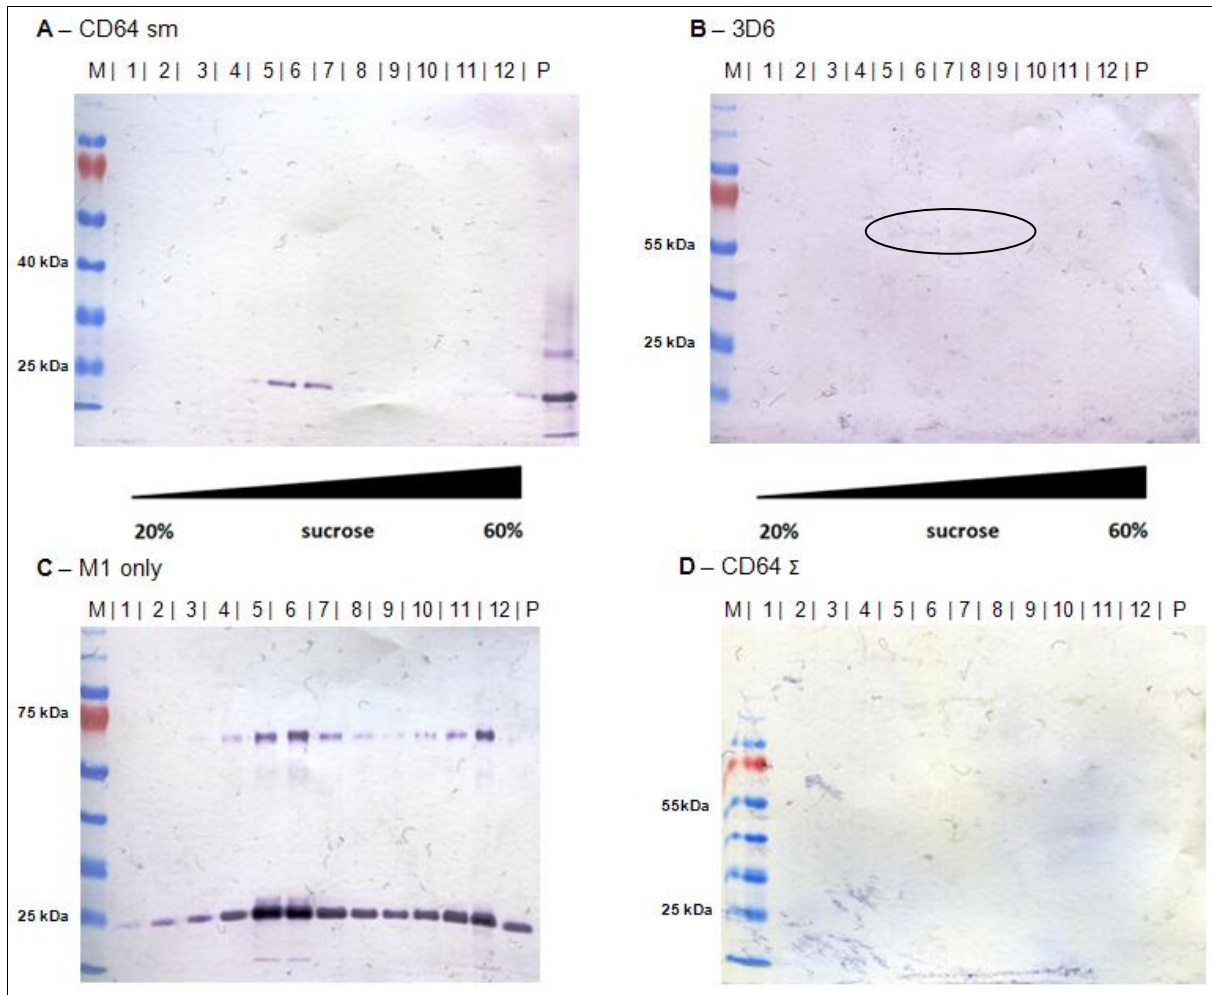 A – CD64 sm
M | 1 | 2 | 3 | 4 | 5 | 6 | 7 | 8 | 9 | 10 | 11 | 12 | P
40 kDa
25 kDa
20% sucrose 60%
B – 3D6
M | 1 | 2 | 3 | 4 | 5 | 6 | 7 | 8 | 9 | 10 | 11 | 12 | P
55 kDa
25 kDa
20% sucrose 60%
C – M1 only
M | 1 | 2 | 3 | 4 | 5 | 6 | 7 | 8 | 9 | 10 | 11 | 12 | P
75 kDa
25 kDa
D – CD64 Σ
M | 1 | 2 | 3 | 4 | 5 | 6 | 7 | 8 | 9 | 10 | 11 | 12 | P
55kDa
25 kDa